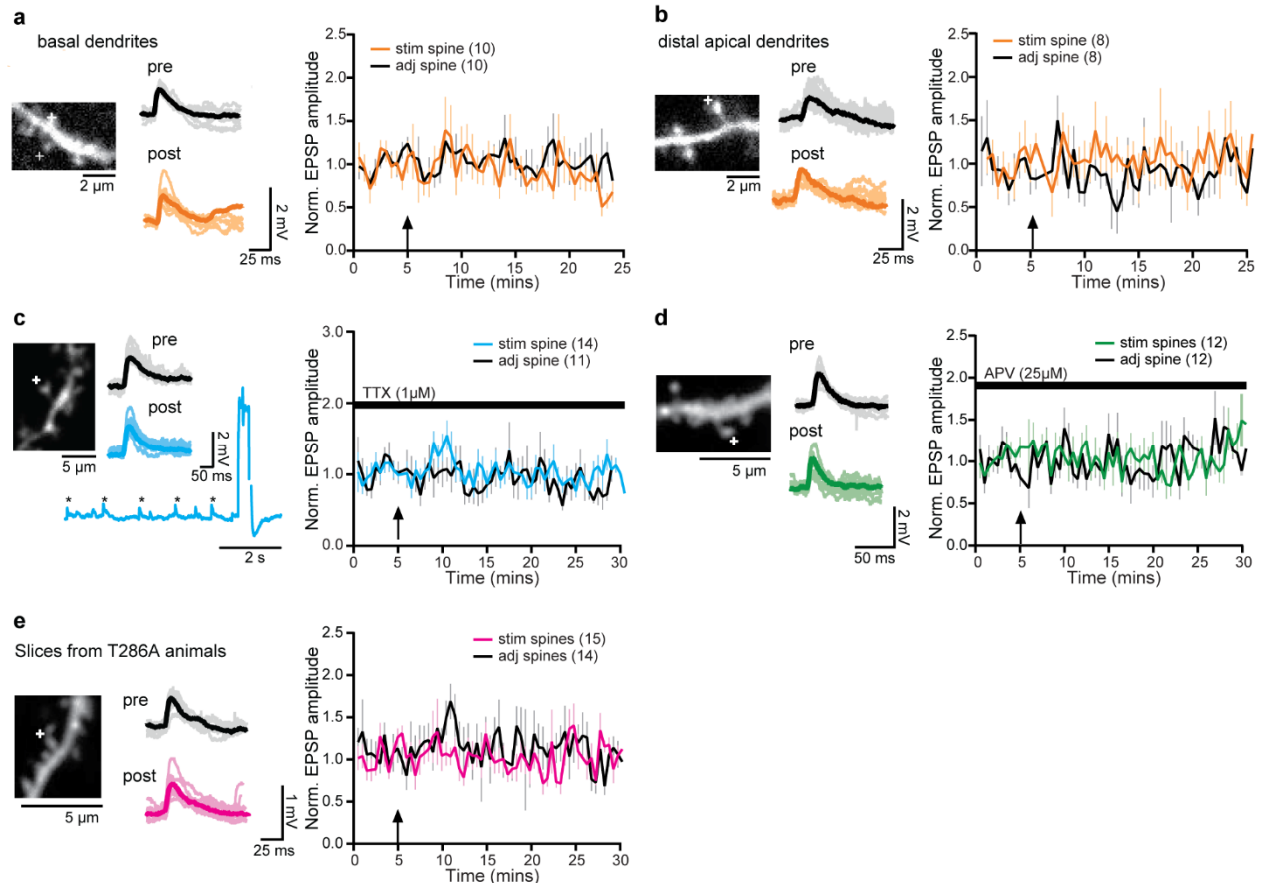 a
basal dendrites
pre
post
2 µm
2 mV
25 ms
stim spine (10)
adj spine (10)
Norm. EPSP amplitude
2.5
2.0
1.5
1.0
0.5
0.0
0 5 10 15 20 25
Time (mins)
b
distal apical dendrites
pre
post
2 µm
2 mV
25 ms
stim spine (8)
adj spine (8)
Norm. EPSP amplitude
2.5
2.0
1.5
1.0
0.5
0.0
0 5 10 15 20 25
Time (mins)
c
pre
post
5 µm
2 mV
50 ms
* * * * *
2 s
stim spine (14)
adj spine (11)
TTX (1µM)
Norm. EPSP amplitude
3.0
2.0
1.0
0.0
0 5 10 15 20 25 30
Time (mins)
d
pre
post
5 µm
2 mV
50 ms
stim spines (12)
adj spine (12)
APV (25µM)
Norm. EPSP amplitude
2.5
2.0
1.5
1.0
0.5
0.0
0 5 10 15 20 25 30
Time (mins)
e
Slices from T286A animals
pre
post
5 µm
1 mV
25 ms
stim spines (15)
adj spines (14)
Norm. EPSP amplitude
2.5
2.0
1.5
1.0
0.5
0.0
0 5 10 15 20 25 30
Time (mins)